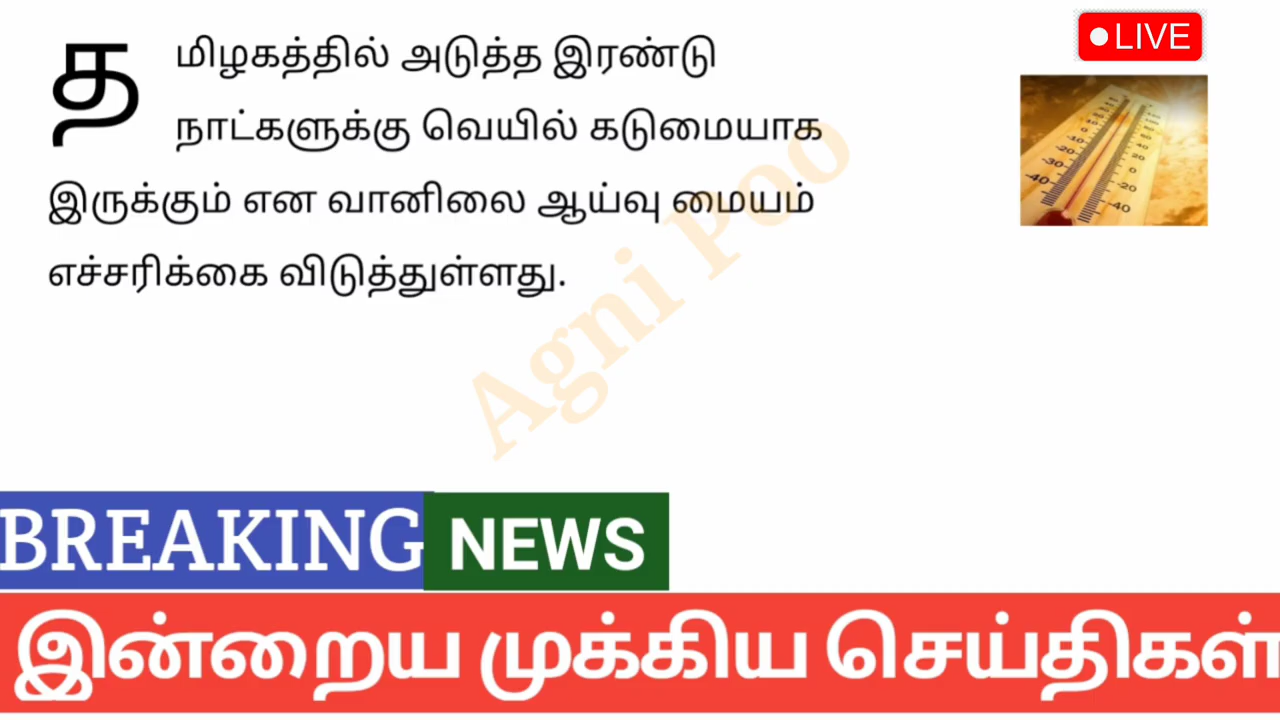 LIVE
தமிழகத்தில் அடுத்த இரண்டு
நாட்களுக்கு வெயில் கடுமையாக
இருக்கும் என வானிலை ஆய்வு மையம்
எச்சரிக்கை விடுத்துள்ளது.
Agni Poo
BREAKING NEWS
இன்றைய முக்கிய செய்திகள்